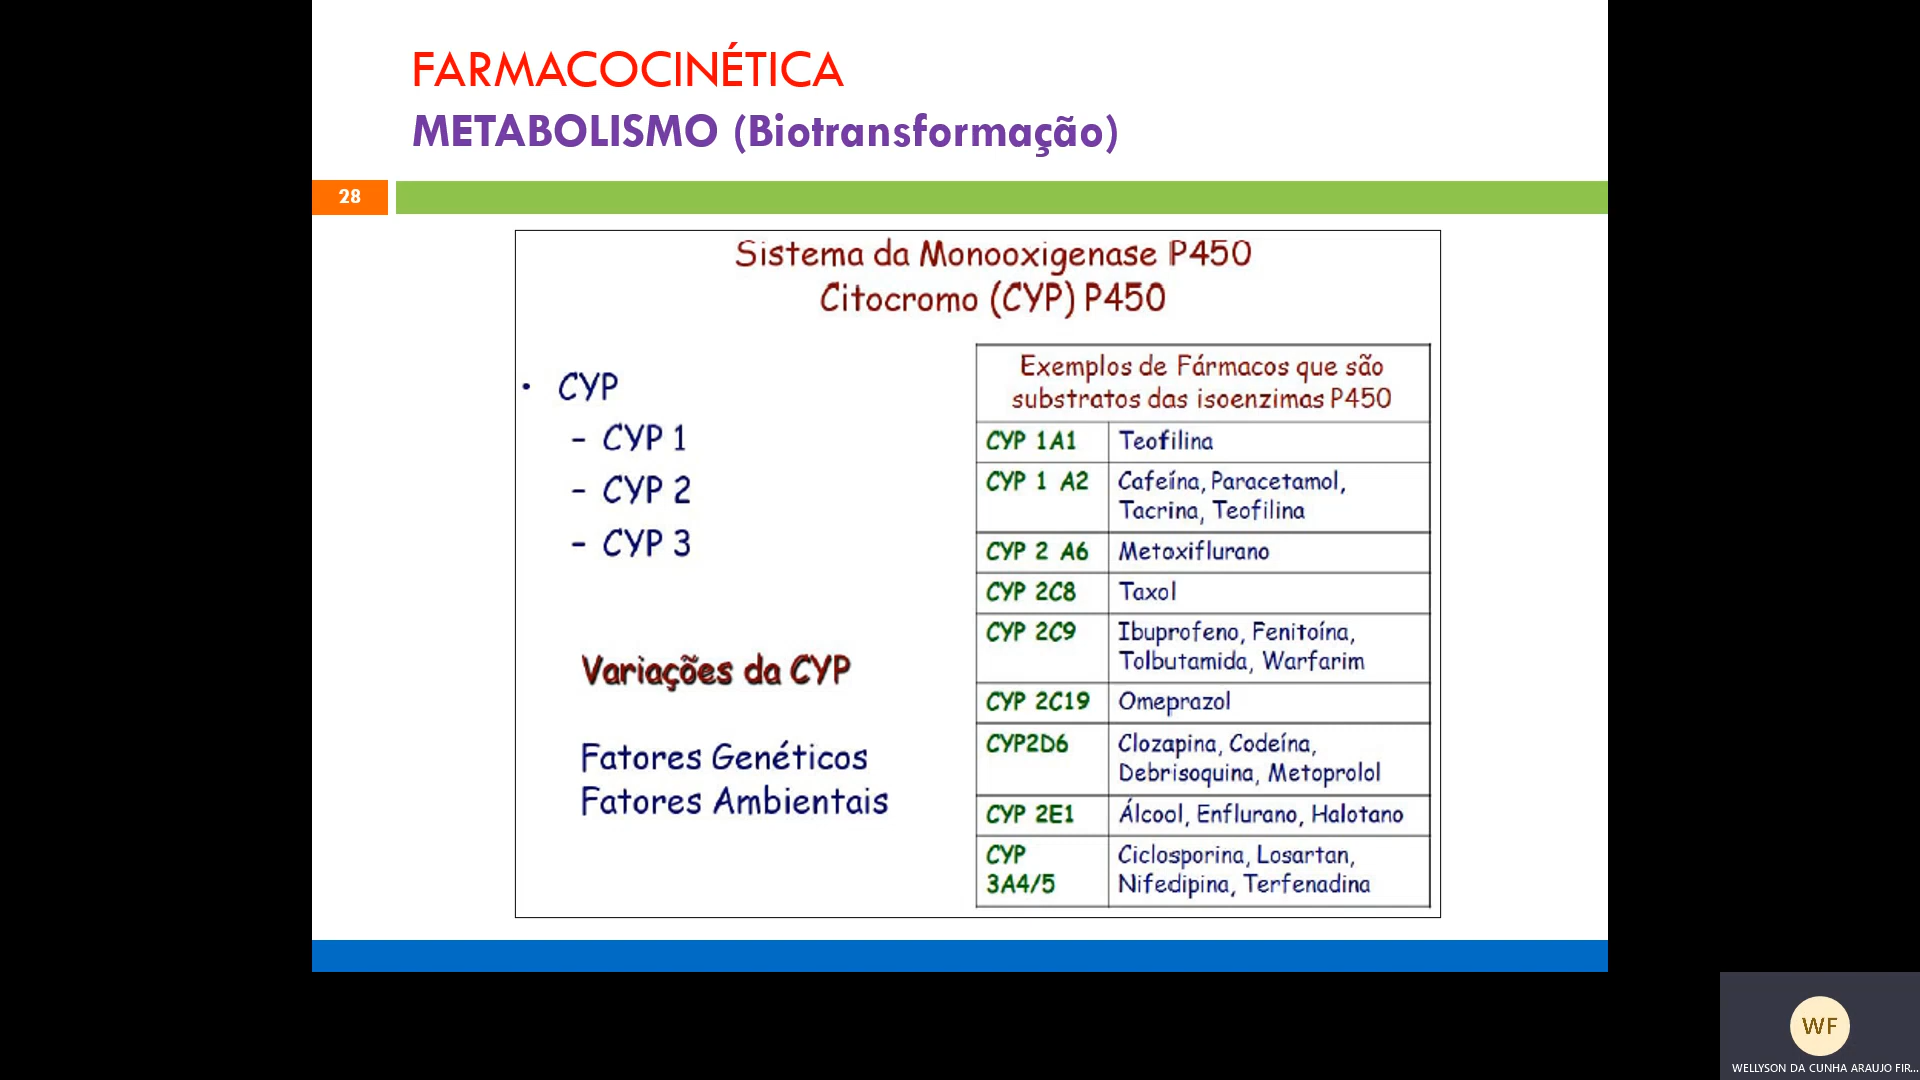 FARMACOCINÉTICA
METABOLISMO (Biotransformação)
28
Sistema da Monooxigenase P450
Citocromo (CYP) P450
• CYP
– CYP 1
– CYP 2
– CYP 3
Variações da CYP
Fatores Genéticos
Fatores Ambientais
Exemplos de Fármacos que são
substratos das isoenzimas P450
CYP 1A1 Teofilina
CYP 1 A2 Cafeína, Paracetamol,
Tacrina, Teofilina
CYP 2 A6 Metoxiflurano
CYP 2C8 Taxol
CYP 2C9 Ibuprofeno, Fenitoína,
Tolbutamida, Warfarim
CYP 2C19 Omeprazol
CYP2D6 Clozapina, Codeína,
Debrisoquina, Metoprolol
CYP 2E1 Álcool, Enflurano, Halotano
CYP Ciclosporina, Losartan,
3A4/5 Nifedipina, Terfenadina
WF
WELLYSON DA CUNHA ARAUJO FIR...